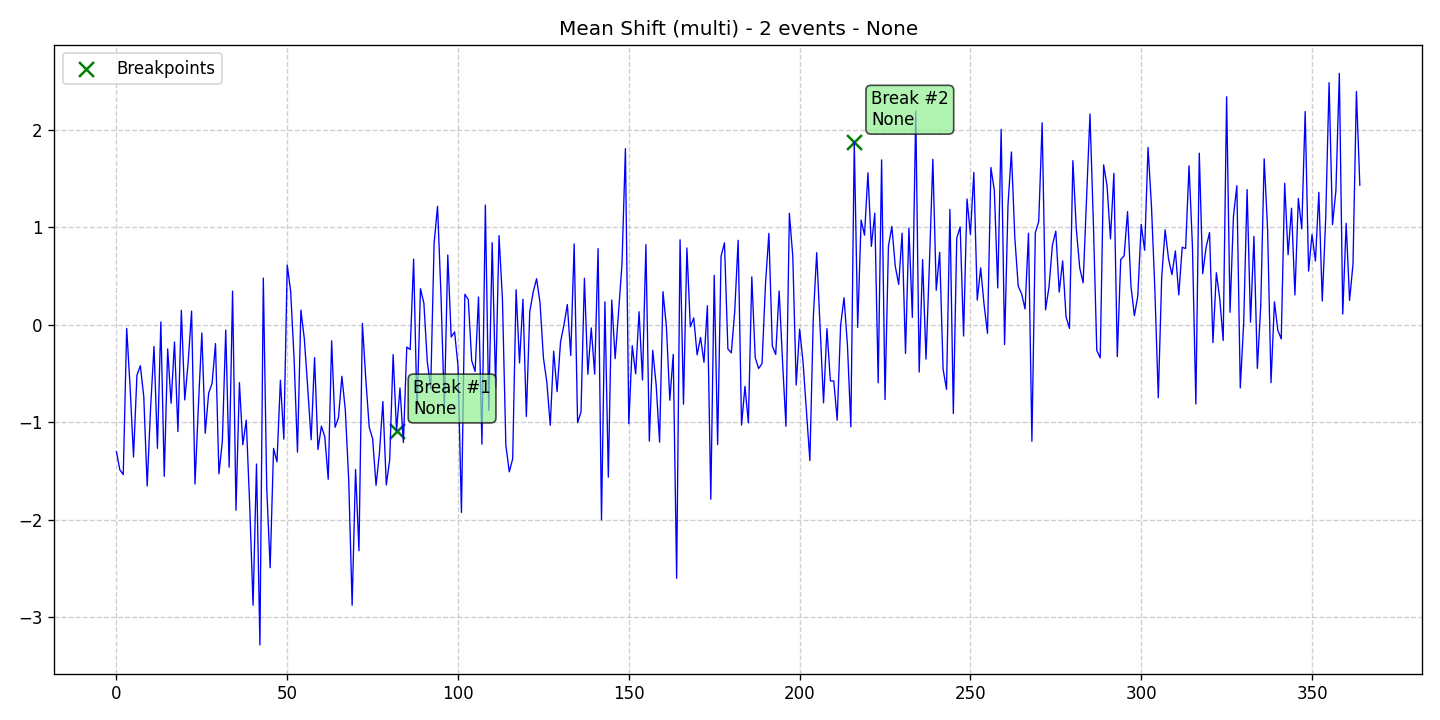 Mean Shift (multi) - 2 events - None
Breakpoints
Break #2
None
Break #1
None
2
1
0
−1
−2
−3
0
50
100
150
200
250
300
350